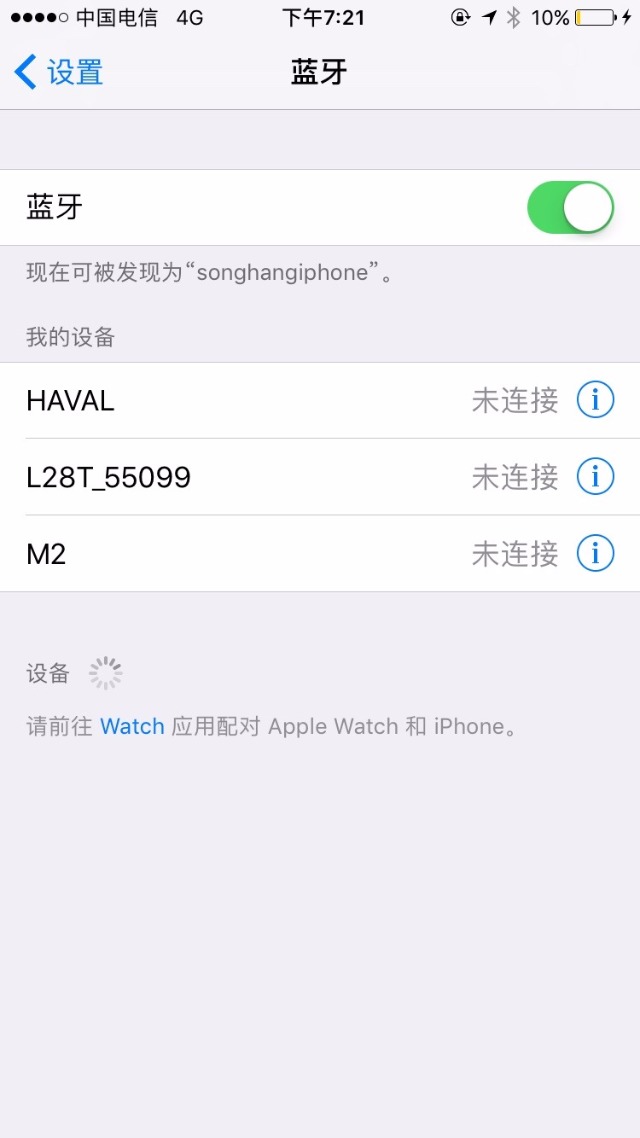 中国电信 4G 下午7:21 10%
设置 蓝牙
蓝牙
现在可被发现为“songhangiphone”。
我的设备
HAVAL 未连接
L28T_55099 未连接
M2 未连接
设备
请前往 Watch 应用配对 Apple Watch 和 iPhone。